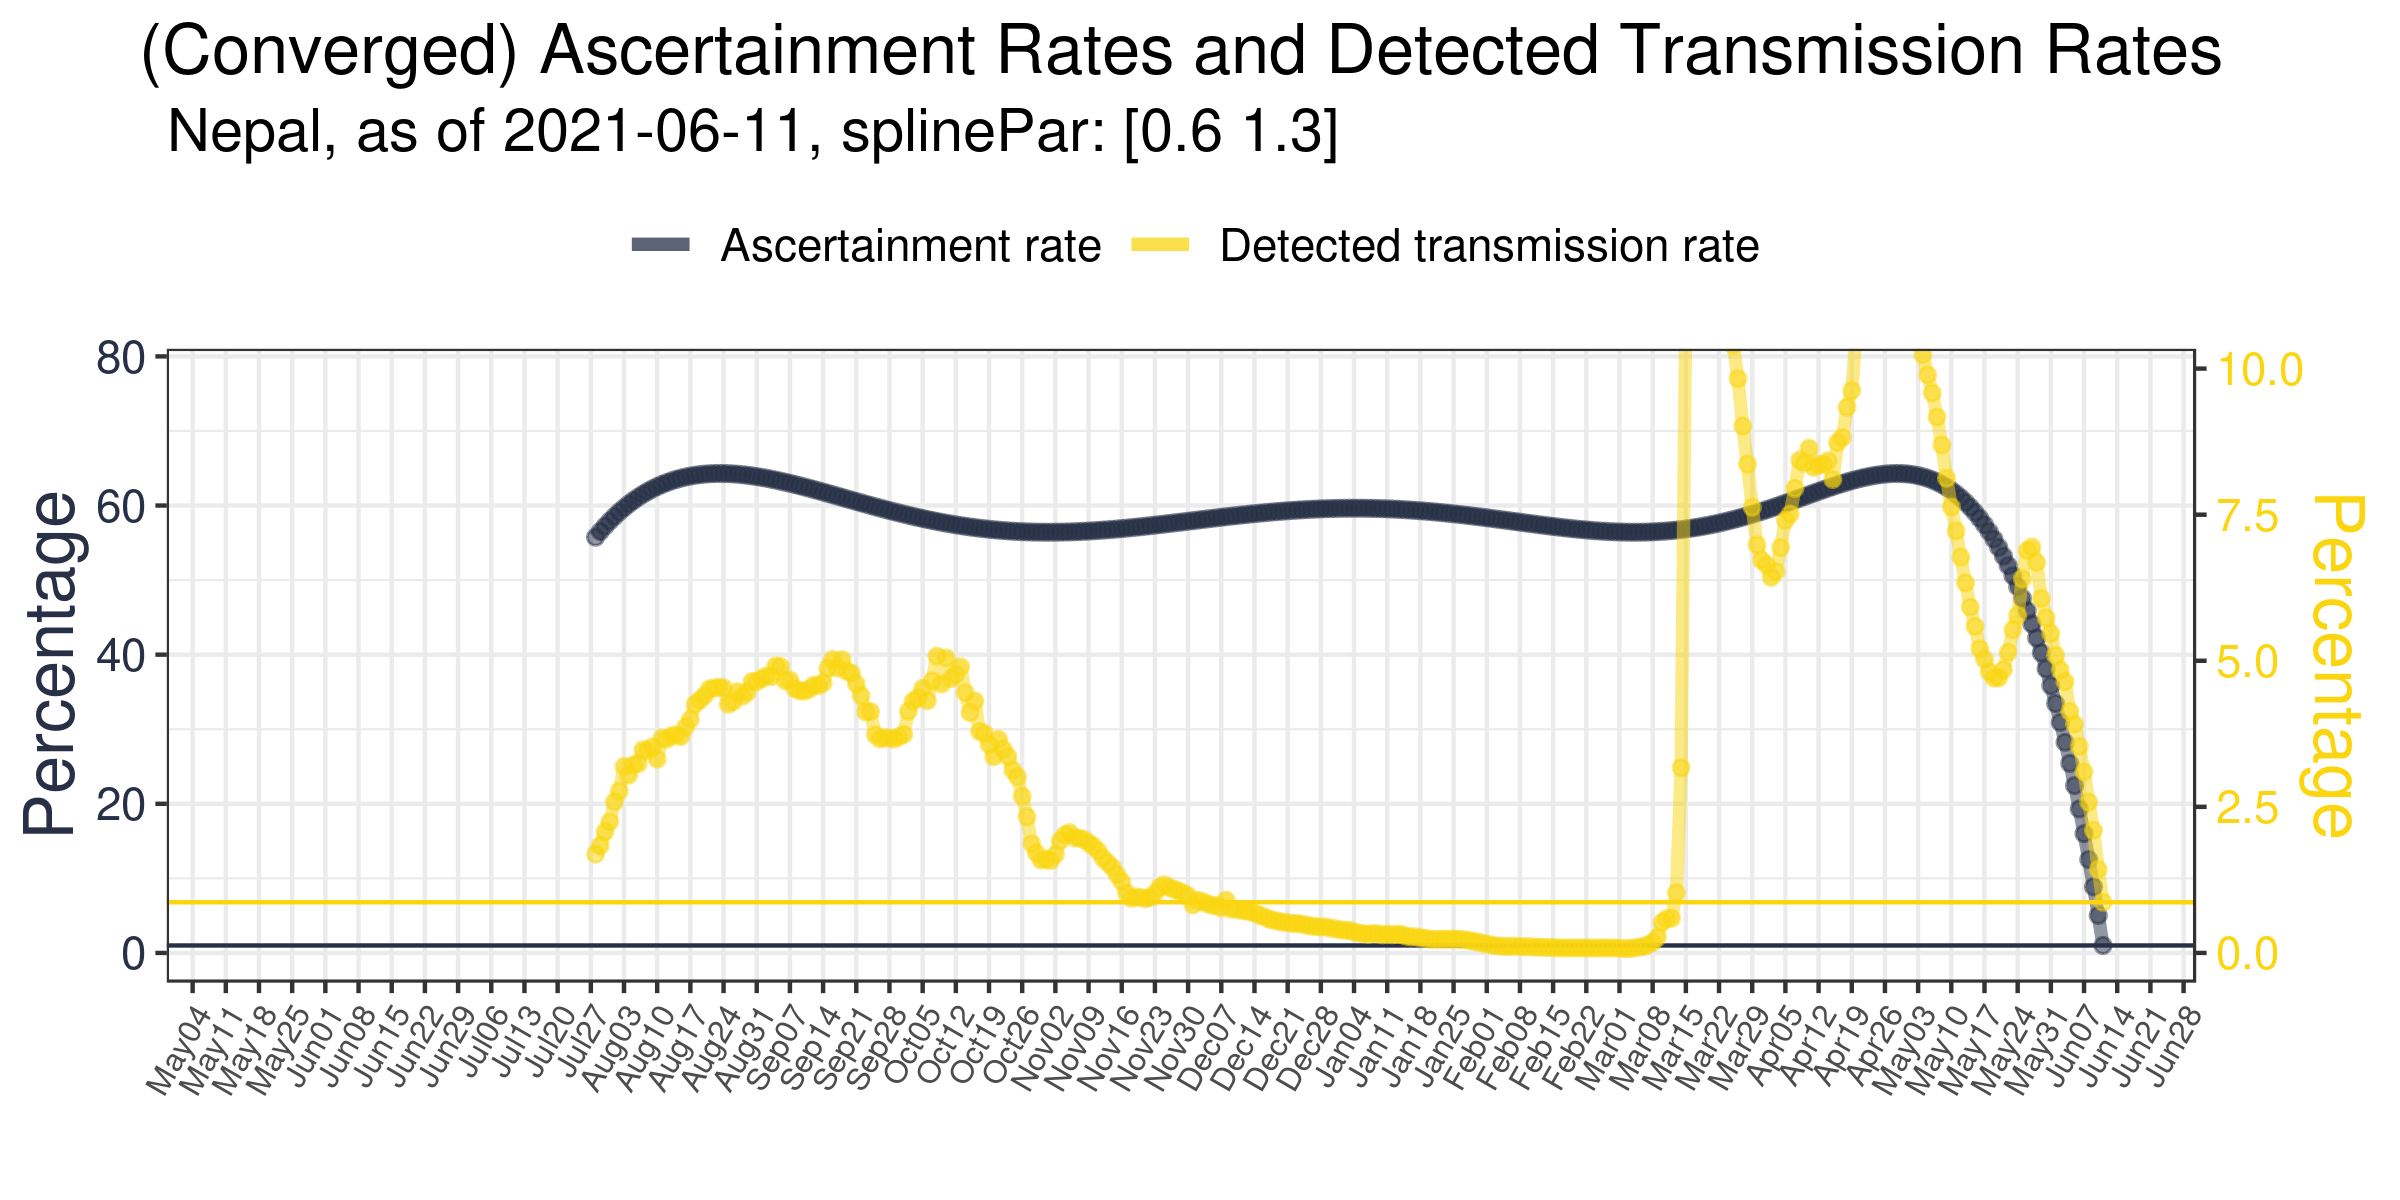 (Converged) Ascertainment Rates and Detected Transmission Rates
Nepal, as of 2021-06-11, splinePar: [0.6 1.3]
Ascertainment rate Detected transmission rate
Percentage
80
60
40
20
0
10.0
7.5
5.0
2.5
0.0
Percentage
May04 May11 May18 May25 Jun01 Jun08 Jun15 Jun22 Jun29 Jul06 Jul13 Jul20 Jul27 Aug03 Aug10 Aug17 Aug24 Aug31 Sep07 Sep14 Sep21 Sep28 Oct05 Oct12 Oct19 Oct26 Nov02 Nov09 Nov16 Nov23 Nov30 Dec07 Dec14 Dec21 Dec28 Jan04 Jan11 Jan18 Jan25 Feb01 Feb08 Feb15 Feb22 Mar01 Mar08 Mar15 Mar22 Mar29 Apr05 Apr12 Apr19 Apr26 May03 May10 May17 May24 May31 Jun07 Jun14 Jun21 Jun28